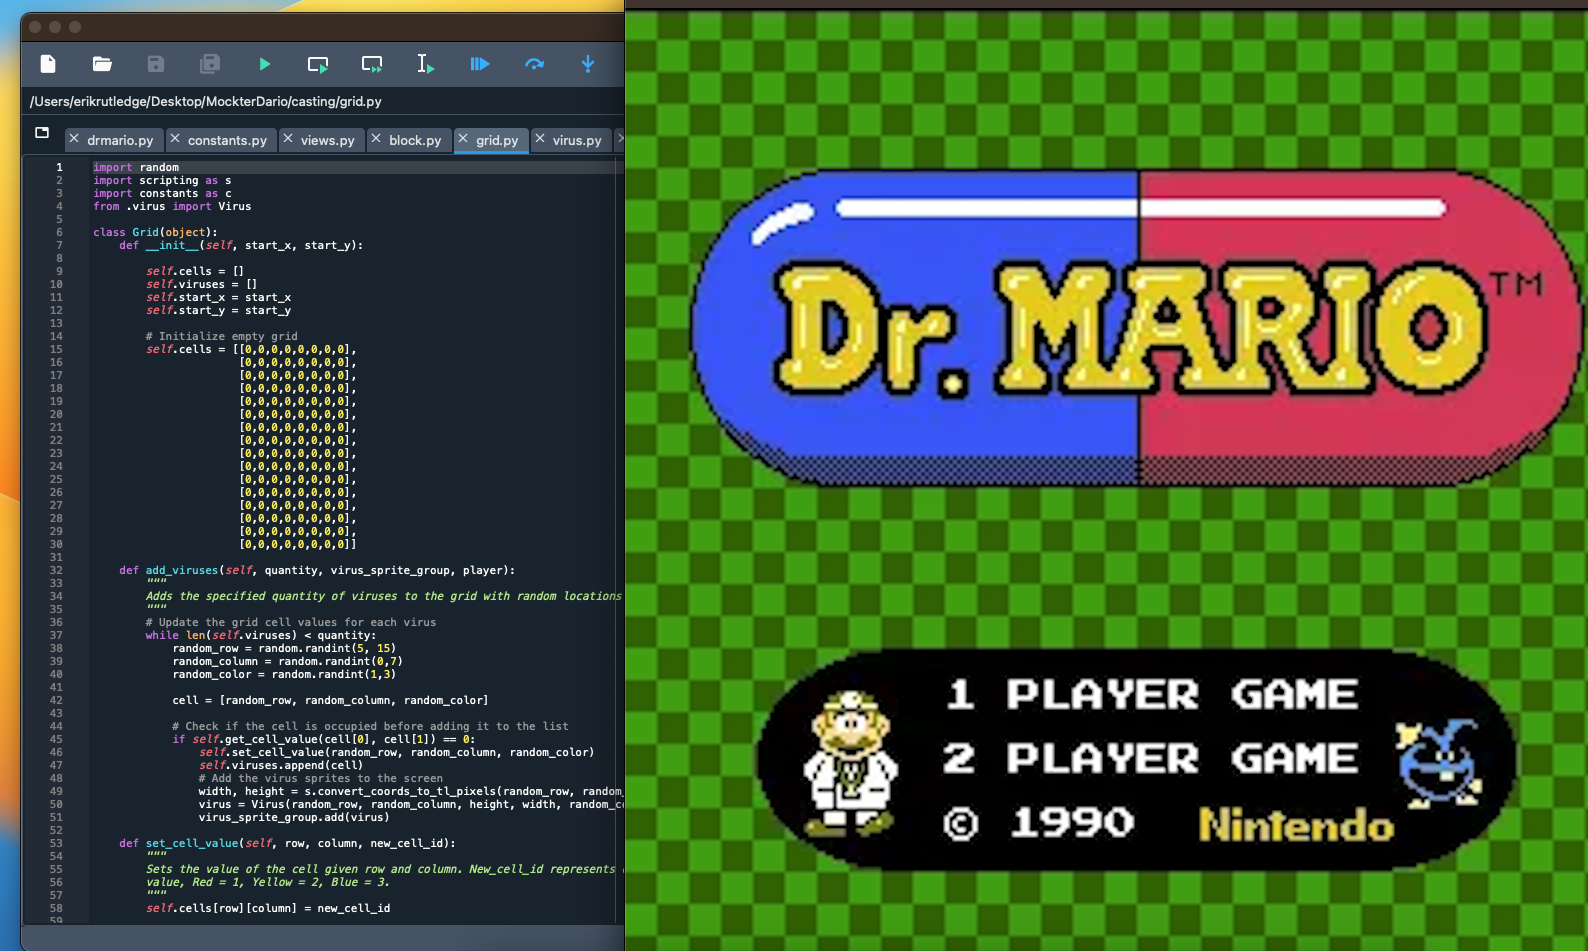 /Users/erikrutledge/Desktop/MockterDario/casting/grid.py
drmario.py constants.py views.py block.py grid.py virus.py
1 import random
2 import scripting as s
3 import constants as c
4 from .virus import Virus
5
6 class Grid(object):
7 def __init__(self, start_x, start_y):
8
9 self.cells = []
10 self.viruses = []
11 self.start_x = start_x
12 self.start_y = start_y
13
14 # Initialize empty grid
15 self.cells = [[0,0,0,0,0,0,0,0],
16 [0,0,0,0,0,0,0,0],
17 [0,0,0,0,0,0,0,0],
18 [0,0,0,0,0,0,0,0],
19 [0,0,0,0,0,0,0,0],
20 [0,0,0,0,0,0,0,0],
21 [0,0,0,0,0,0,0,0],
22 [0,0,0,0,0,0,0,0],
23 [0,0,0,0,0,0,0,0],
24 [0,0,0,0,0,0,0,0],
25 [0,0,0,0,0,0,0,0],
26 [0,0,0,0,0,0,0,0],
27 [0,0,0,0,0,0,0,0],
28 [0,0,0,0,0,0,0,0],
29 [0,0,0,0,0,0,0,0],
30 [0,0,0,0,0,0,0,0]]
31
32 def add_viruses(self, quantity, virus_sprite_group, player):
33 """
34 Adds the specified quantity of viruses to the grid with random locations
35 """
36 # Update the grid cell values for each virus
37 while len(self.viruses) < quantity:
38 random_row = random.randint(5, 15)
39 random_column = random.randint(0,7)
40 random_color = random.randint(1,3)
41
42 cell = [random_row, random_column, random_color]
43
44 # Check if the cell is occupied before adding it to the list
45 if self.get_cell_value(cell[0], cell[1]) == 0:
46 self.set_cell_value(random_row, random_column, random_color)
47 self.viruses.append(cell)
48 # Add the virus sprites to the screen
49 width, height = s.convert_coords_to_tl_pixels(random_row, random_
50 virus = Virus(random_row, random_column, height, width, random_c
51 virus_sprite_group.add(virus)
52
53 def set_cell_value(self, row, column, new_cell_id):
54 """
55 Sets the value of the cell given row and column. New_cell_id represents
56 value, Red = 1, Yellow = 2, Blue = 3.
57 """
58 self.cells[row][column] = new_cell_id
59
Dr. MARIO TM
1 PLAYER GAME
2 PLAYER GAME
© 1990 Nintendo